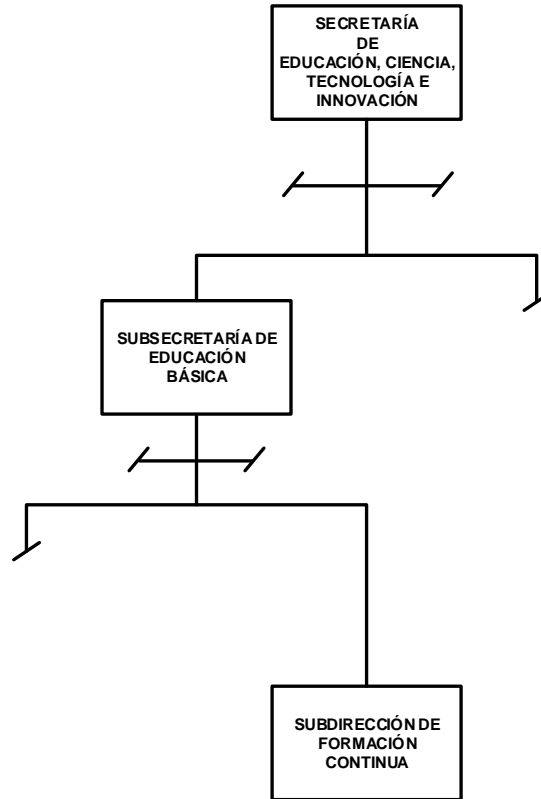 SECRETARÍA
DE
EDUCACIÓN, CIENCIA,
TECNOLOGÍA E
INNOVACIÓN
SUBSECRETARÍA DE
EDUCACIÓN
BÁSICA
SUBDIRECCIÓN DE
FORMACIÓN
CONTINUA